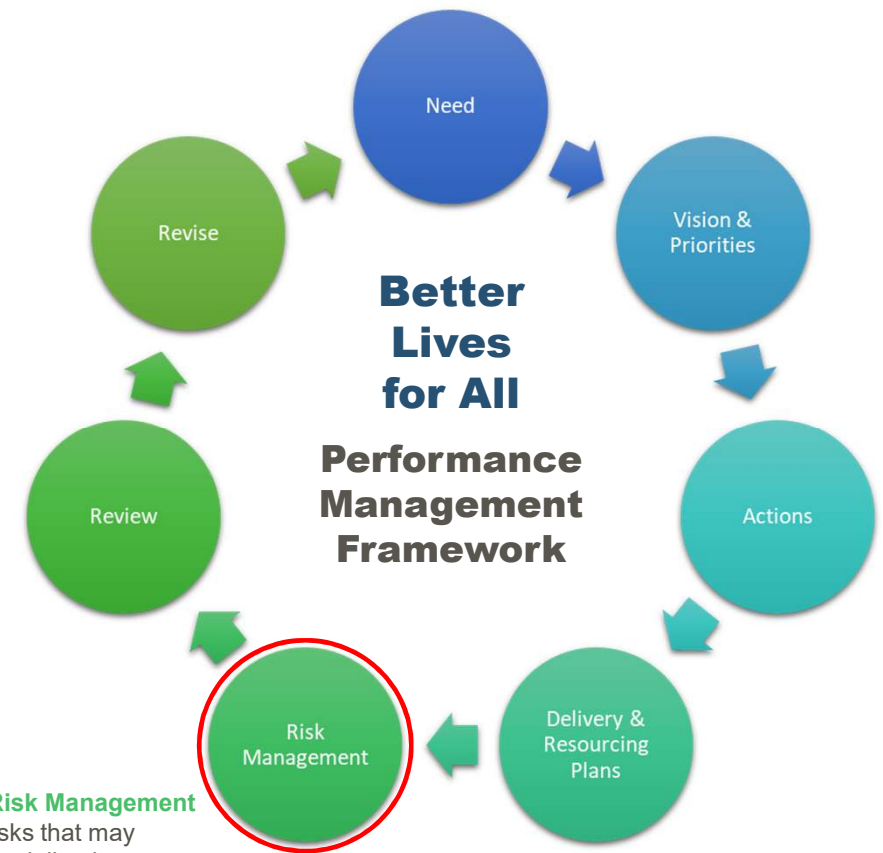 Need
Vision &
Priorities
Actions
Delivery &
Resourcing
Plans
Risk
Management
Review
Revise
Better
Lives
for All
Performance
Management
Framework
Risk Management
sks that may